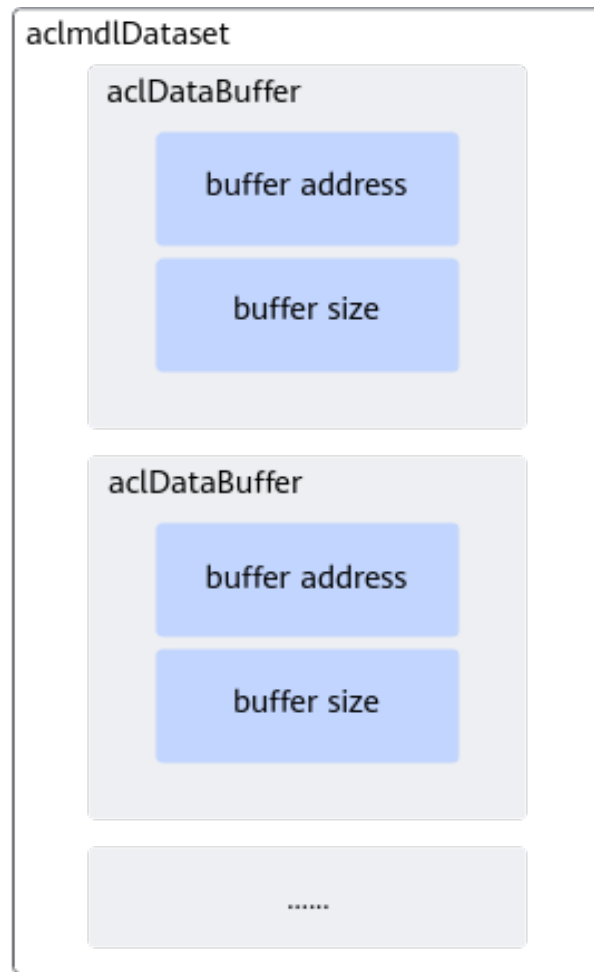 aclmdlDataset
aclDataBuffer
buffer address
buffer size
aclDataBuffer
buffer address
buffer size
......